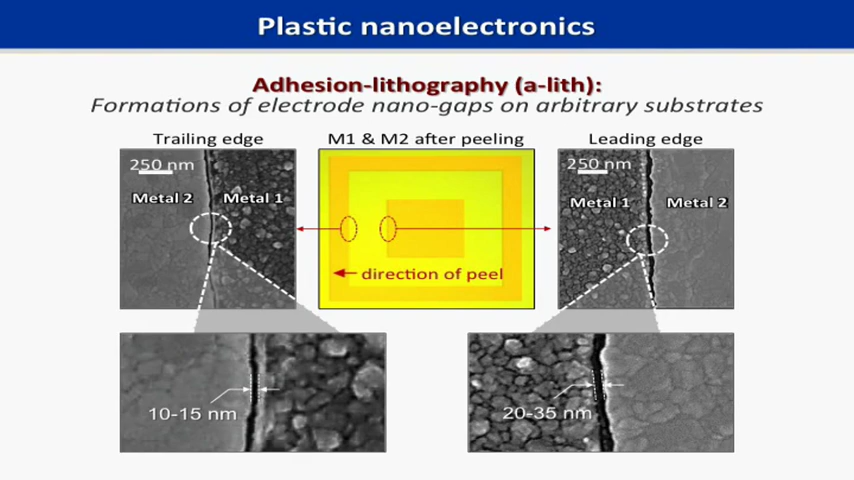 Plastic nanoelectronics
Adhesion-lithography (a-lith):
Formations of electrode nano-gaps on arbitrary substrates
Trailing edge
M1 & M2 after peeling
Leading edge
250 nm
Metal 2
Metal 1
250 nm
Metal 1
Metal 2
direction of peel
10-15 nm
20-35 nm